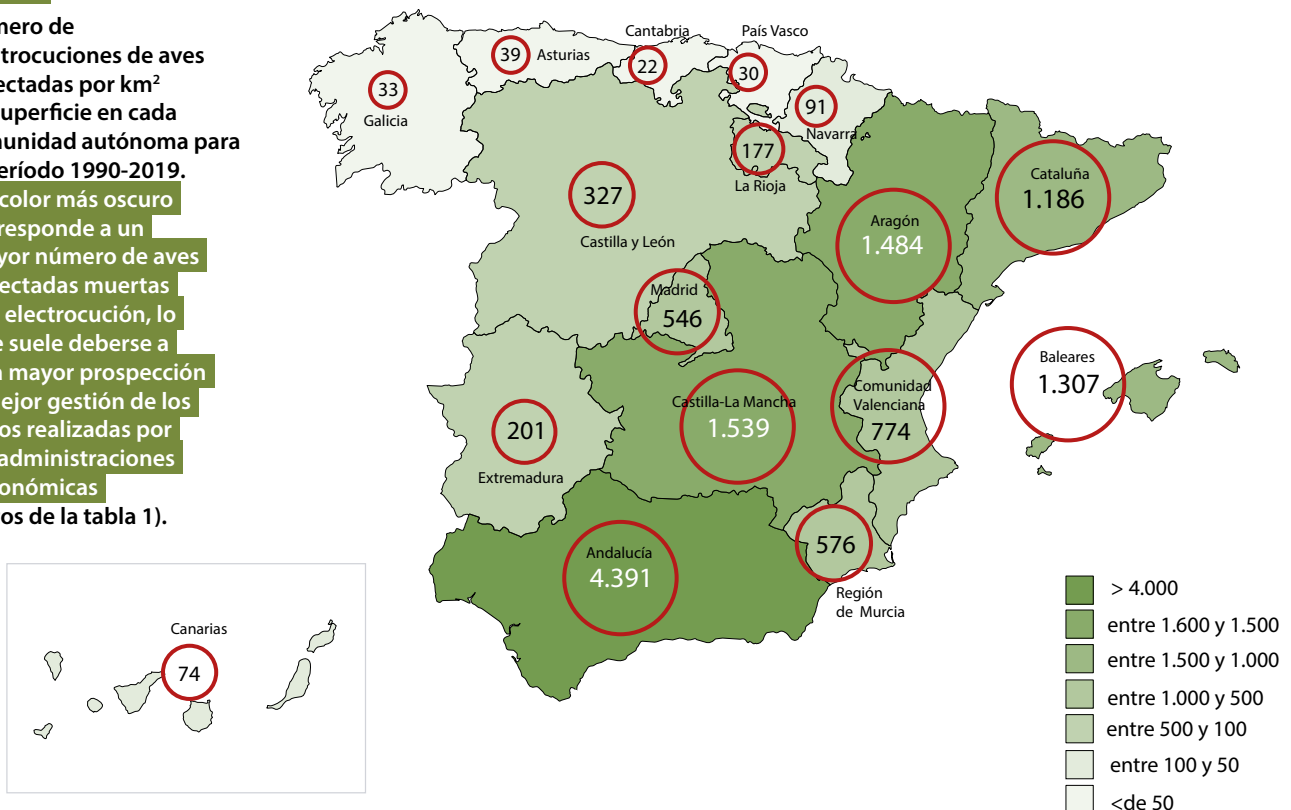 mero de
trocuciones de aves
ectadas por km²
uperficie en cada
unidad autónoma para
eríodo 1990-2019.
color más oscuro
responde a un
yor número de aves
ectadas muertas
electrocución, lo
e suele deberse a
a mayor prospección
ejor gestión de los
os realizadas por
administraciones
onómicas
os de la tabla 1).
33
Galicia
39
Asturias
Cantabria
22
País Vasco
30
91
Navarra
177
La Rioja
327
Castilla y León
Aragón
1.484
Cataluña
1.186
Madrid
546
Baleares
1.307
Comunidad
Valenciana
774
Castilla-La Mancha
1.539
201
Extremadura
Andalucía
4.391
576
Región
de Murcia
Canarias
74
> 4.000
entre 1.600 y 1.500
entre 1.500 y 1.000
entre 1.000 y 500
entre 500 y 100
entre 100 y 50
<de 50